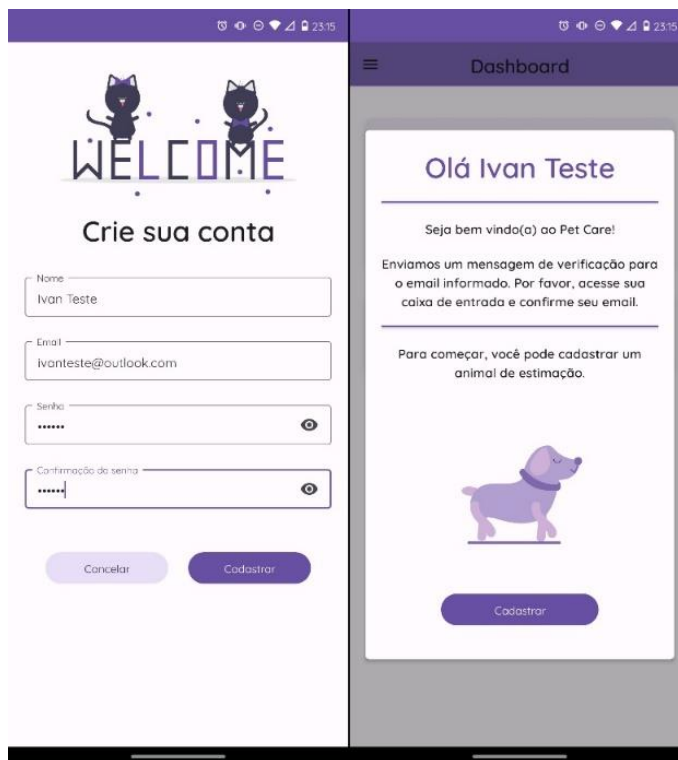 23:15
WELCOME
Crie sua conta
Nome
Ivan Teste
Email
ivanteste@outlook.com
Senha
••••••
Confirmação da senha
••••••
Cancelar
Cadastrar
23:15
Dashboard
Olá Ivan Teste
Seja bem vindo(a) ao Pet Care!
Enviamos um mensagem de verificação para
o email informado. Por favor, acesse sua
caixa de entrada e confirme seu email.
Para começar, você pode cadastrar um
animal de estimação.
Cadastrar